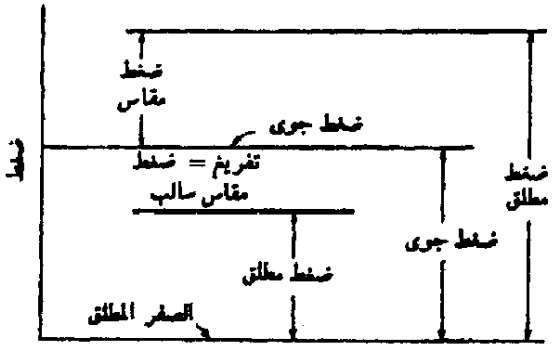 ضغط
مقاس
ضغط جوى
تفريغ = ضغط
مقاس سالب
ضغط
مطلق
ضغط جوى
ضغط مطلق
الصفر المطلق
ضغط